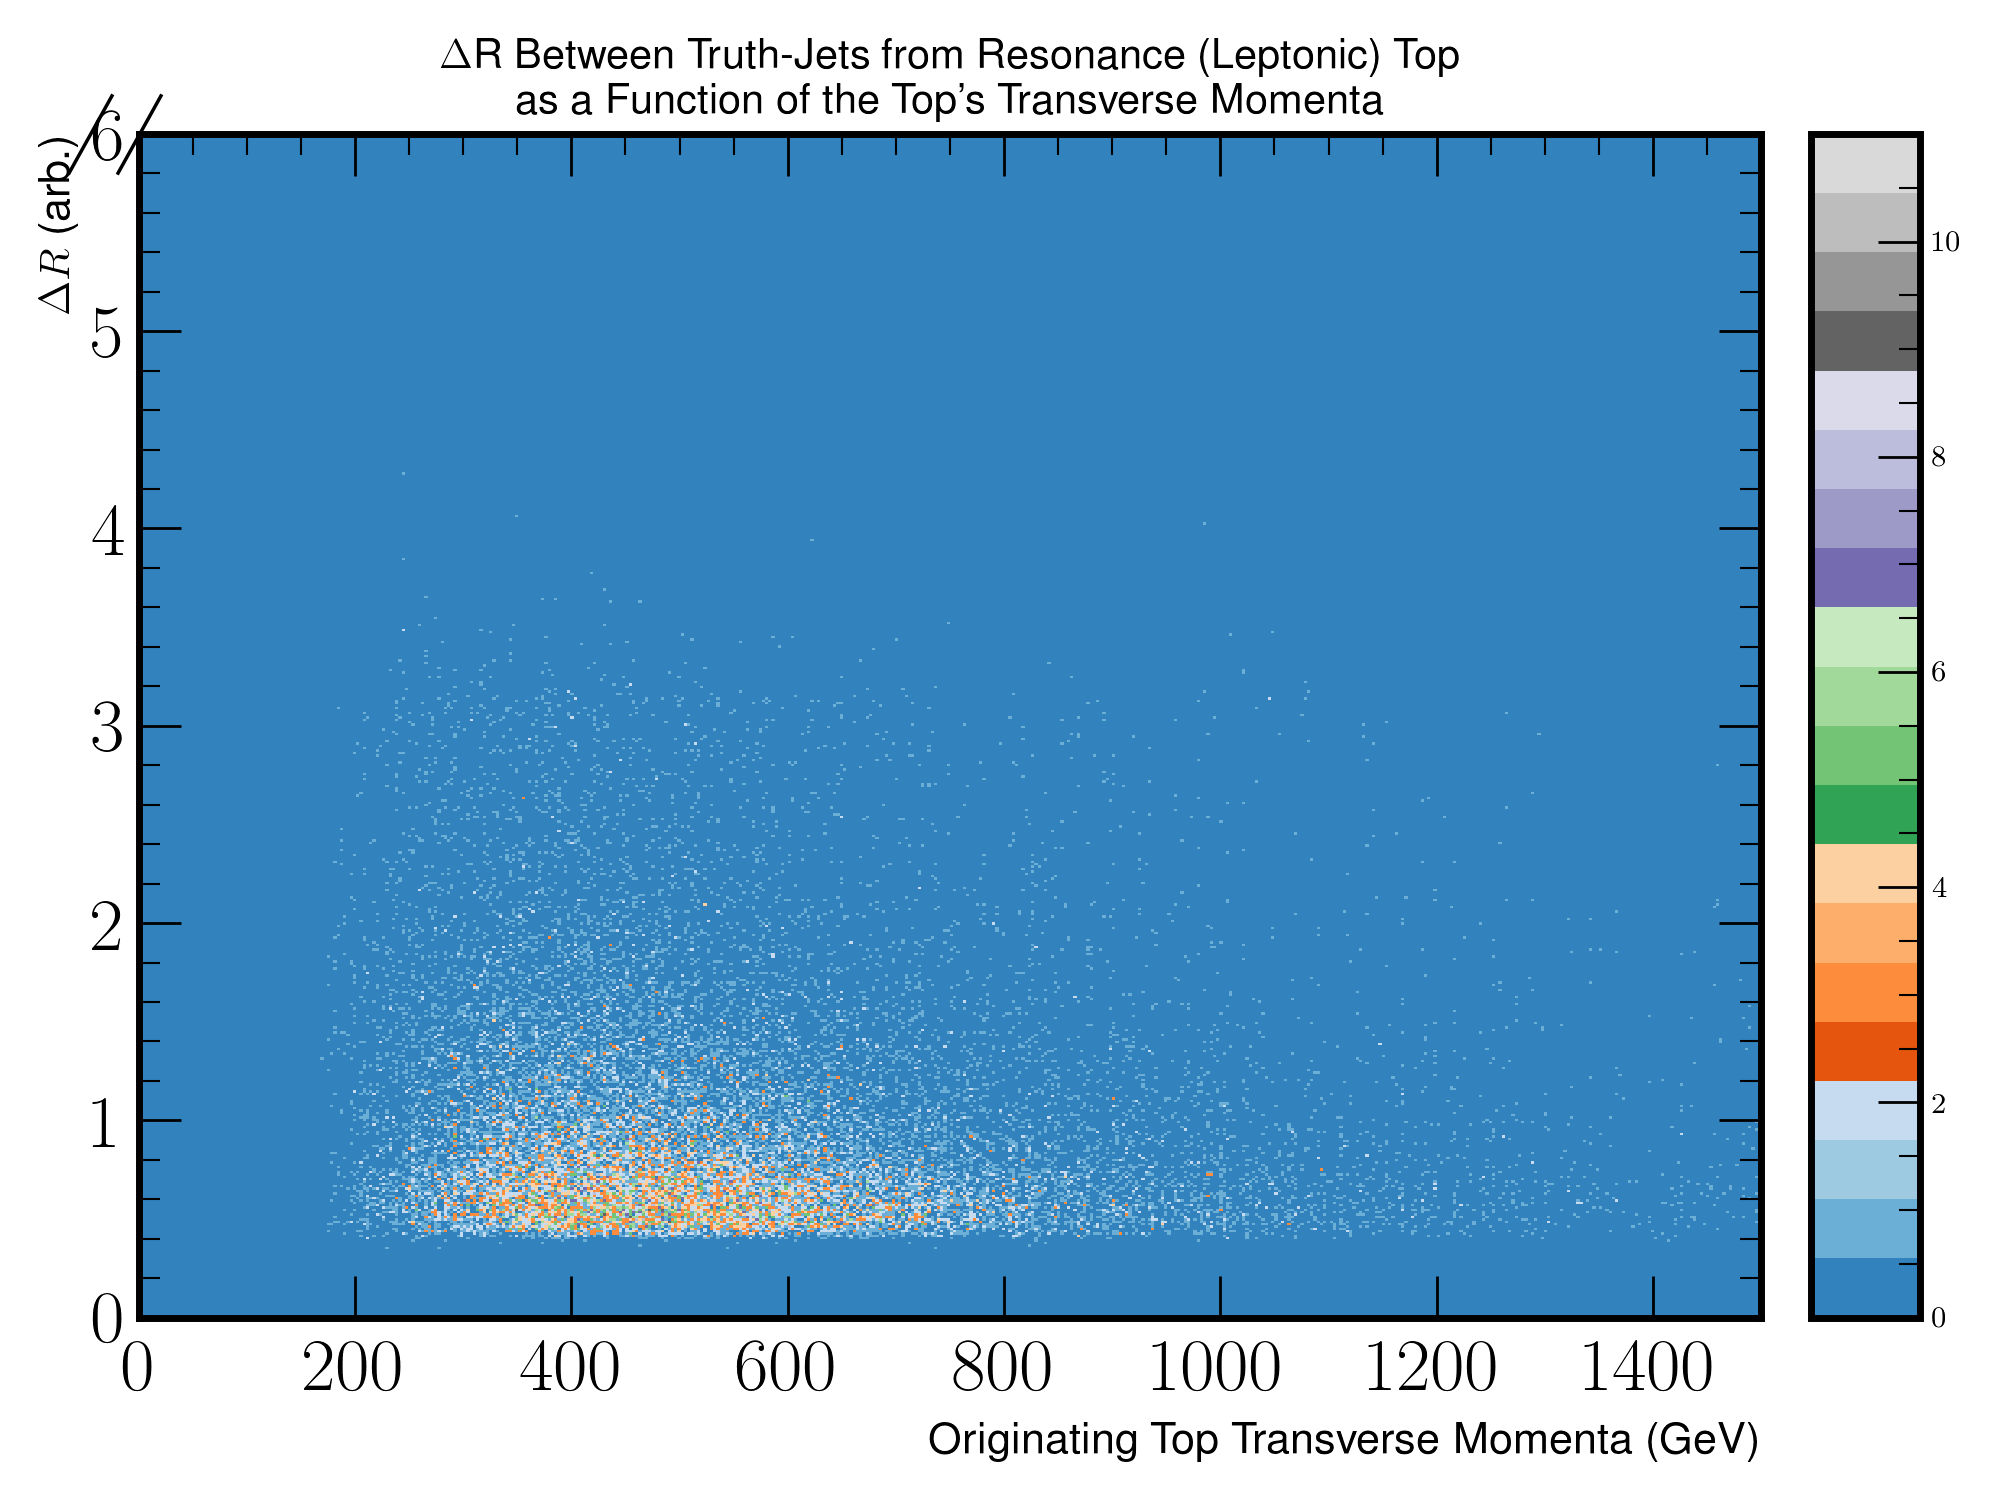 ΔR Between Truth-Jets from Resonance (Leptonic) Top
as a Function of the Top's Transverse Momenta
ΔR (arb.)
6
5
4
3
2
1
0
0 200 400 600 800 1000 1200 1400
Originating Top Transverse Momenta (GeV)
10
8
6
4
2
0